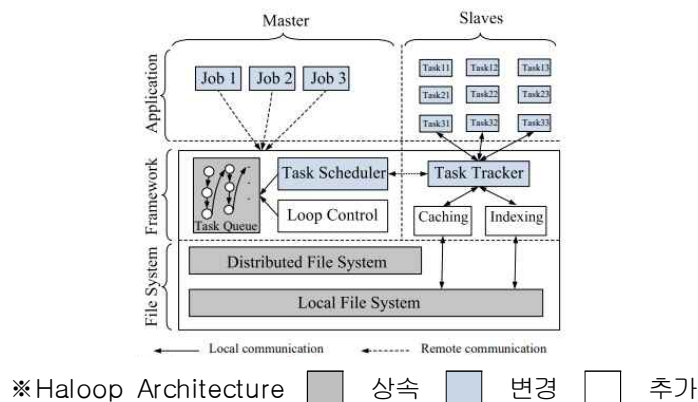 Master
Slaves
Application
Job 1
Job 2
Job 3
Task11
Task12
Task13
Task21
Task22
Task23
Task31
Task32
Task33
Framework
Task Queue
Task Scheduler
Loop Control
Task Tracker
Caching
Indexing
File System
Distributed File System
Local File System
Local communication
Remote communication
※Haloop Architecture 상속 변경 추가